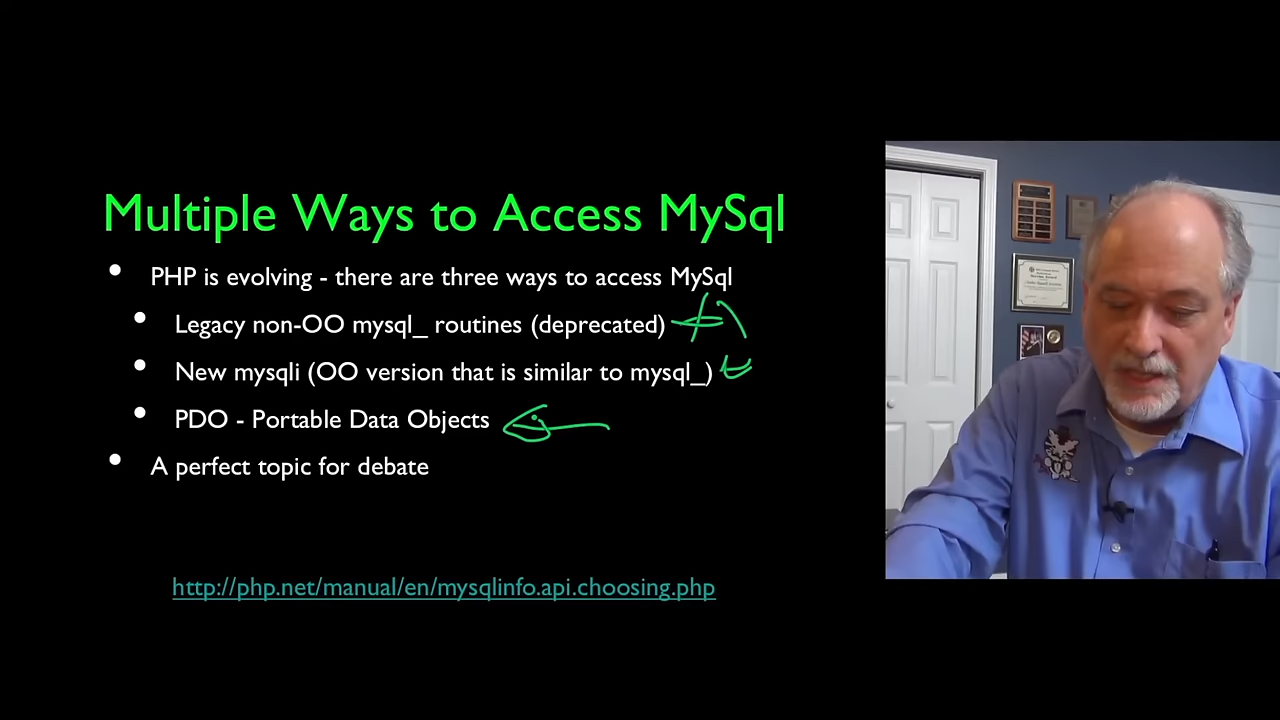 Multiple Ways to Access MySql
• PHP is evolving - there are three ways to access MySql
• Legacy non-OO mysql_ routines (deprecated)
• New mysqli (OO version that is similar to mysql_)
• PDO - Portable Data Objects
• A perfect topic for debate
http://php.net/manual/en/mysqlinfo.api.choosing.php